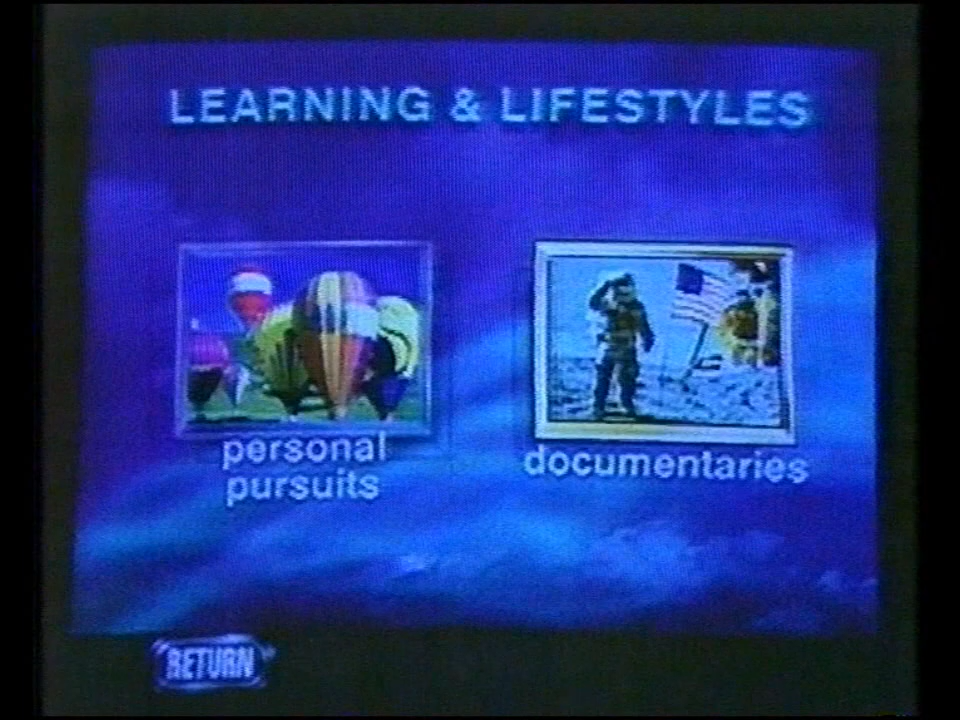 LEARNING & LIFESTYLES
personal
pursuits
documentaries
RETURN